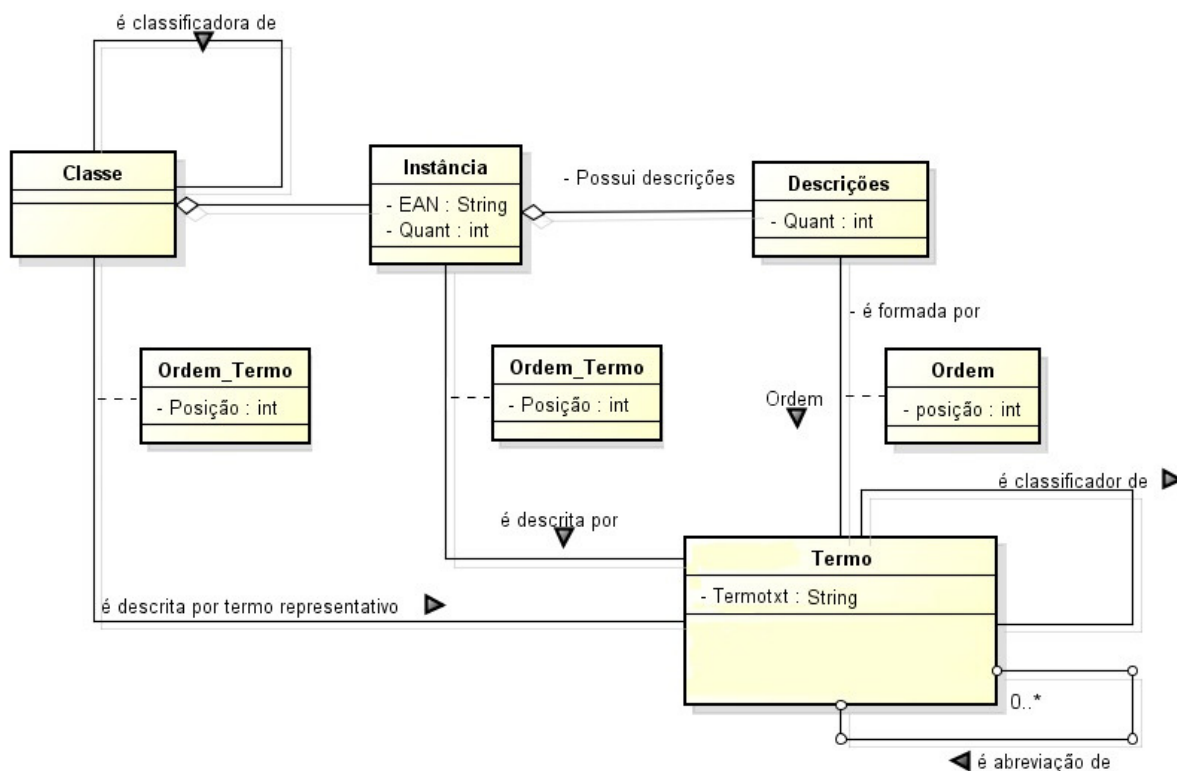 é classificadora de
Classe
Instância
- EAN : String
- Quant : int
- Possui descrições
Descrições
- Quant : int
- é formada por
Ordem_Termo
- Posição : int
Ordem_Termo
- Posição : int
Ordem
Ordem
- posição : int
é classificador de
é descrita por
Termo
- Termotxt : String
é descrita por termo representativo
0..*
é abreviação de